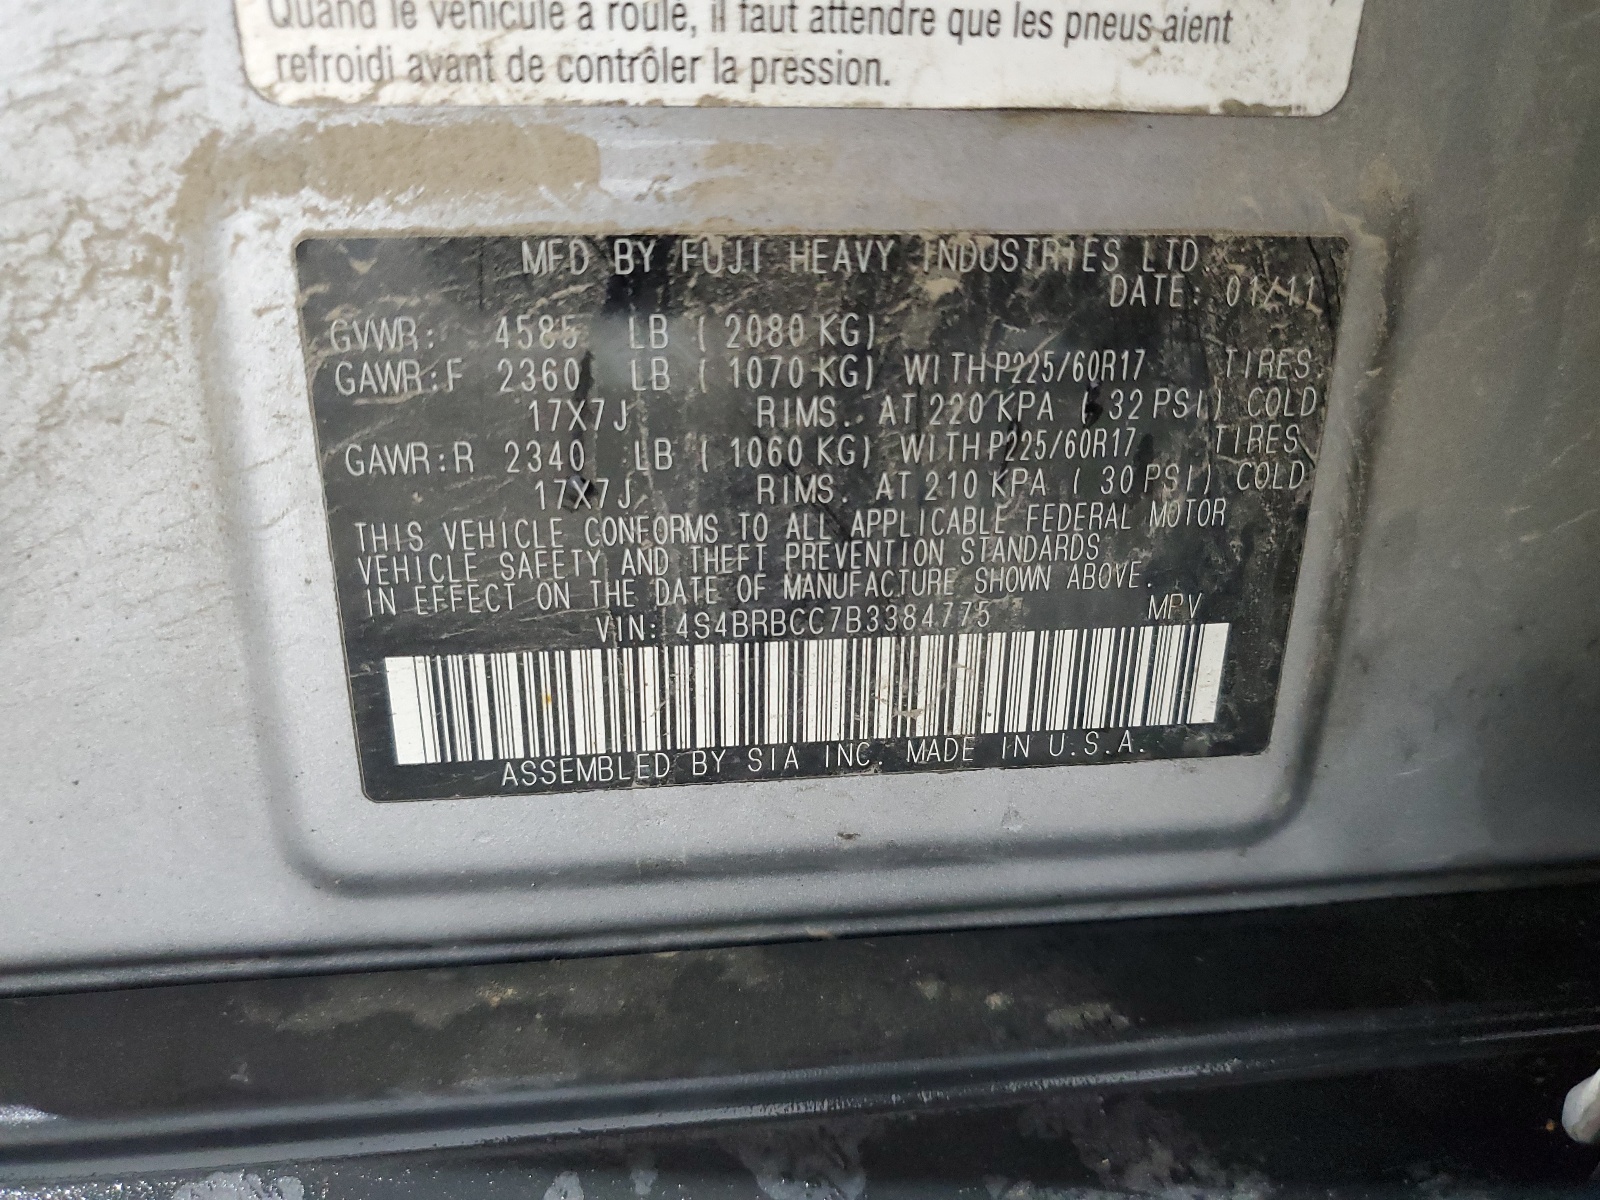 Quand le véhicule a roulé, il faut attendre que les pneus aient
refroidi avant de contrôler la pression.
MFD BY FUJI HEAVY INDUSTRIES LTD.
DATE: 01/11
GVWR: 4585 LB ( 2080 KG)
GAWR:F 2360 LB ( 1070 KG) WITH P225/60R17 TIRES,
17X7J RIMS. AT 220 KPA ( 32 PSI) COLD
GAWR:R 2340 LB ( 1060 KG) WITH P225/60R17 TIRES,
17X7J RIMS. AT 210 KPA ( 30 PSI) COLD
THIS VEHICLE CONFORMS TO ALL APPLICABLE FEDERAL MOTOR
VEHICLE SAFETY AND THEFT PREVENTION STANDARDS
IN EFFECT ON THE DATE OF MANUFACTURE SHOWN ABOVE.
VIN: 4S4BRBCC7B3384775 MPV
ASSEMBLED BY SIA INC. MADE IN U.S.A.